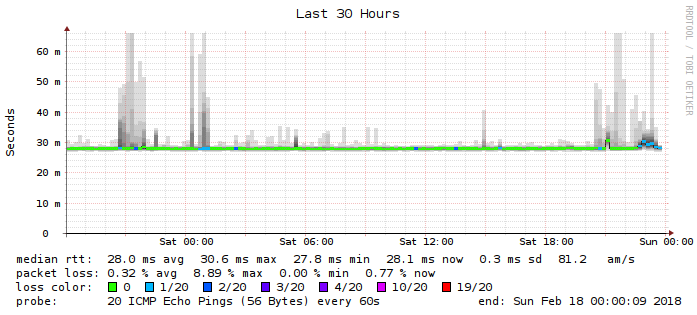 Last 30 Hours
RRDTOOL / TOBI OETIKER
Seconds
60 m
50 m
40 m
30 m
20 m
10 m
0
Sat 00:00 Sat 06:00 Sat 12:00 Sat 18:00 Sun 00:00
median rtt: 28.0 ms avg 30.6 ms max 27.8 ms min 28.1 ms now 0.3 ms sd 81.2 am/s
packet loss: 0.32 % avg 8.89 % max 0.00 % min 0.77 % now
loss color: 0 1/20 2/20 3/20 4/20 10/20 19/20
probe: 20 ICMP Echo Pings (56 Bytes) every 60s end: Sun Feb 18 00:00:09 2018